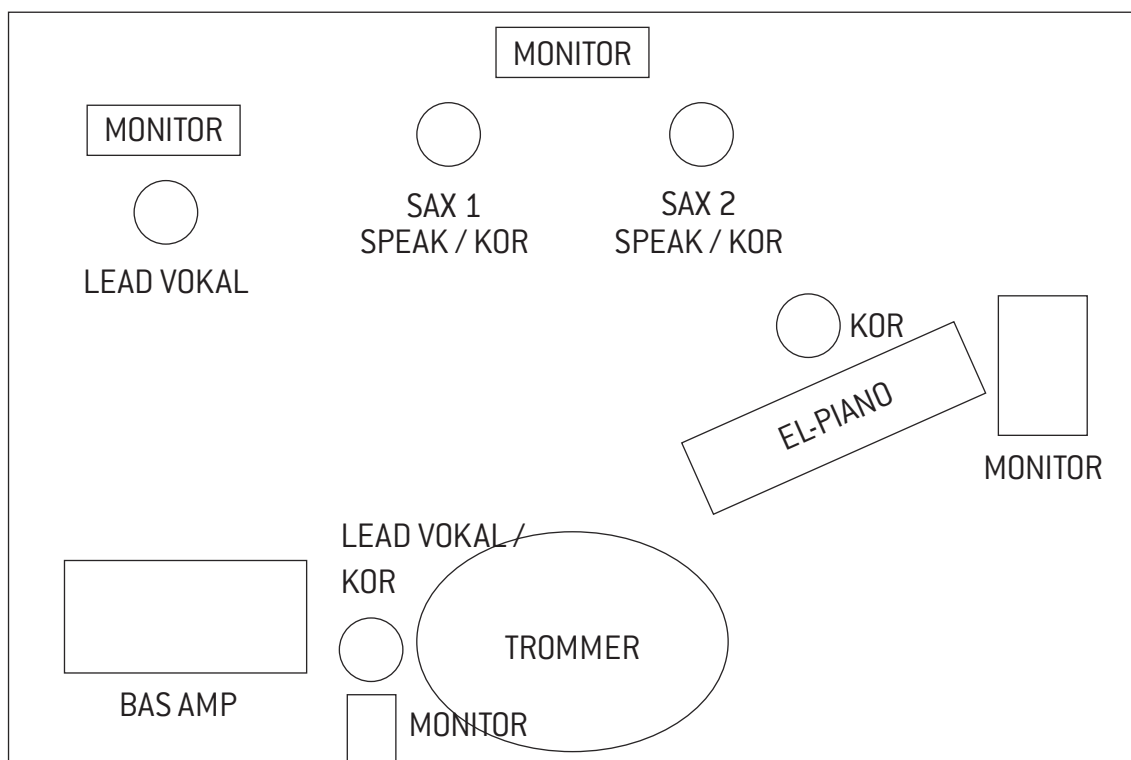 MONITOR
MONITOR
SAX 1
SPEAK / KOR
SAX 2
SPEAK / KOR
LEAD VOKAL
KOR
EL-PIANO
MONITOR
LEAD VOKAL /
KOR
TROMMER
BAS AMP
MONITOR